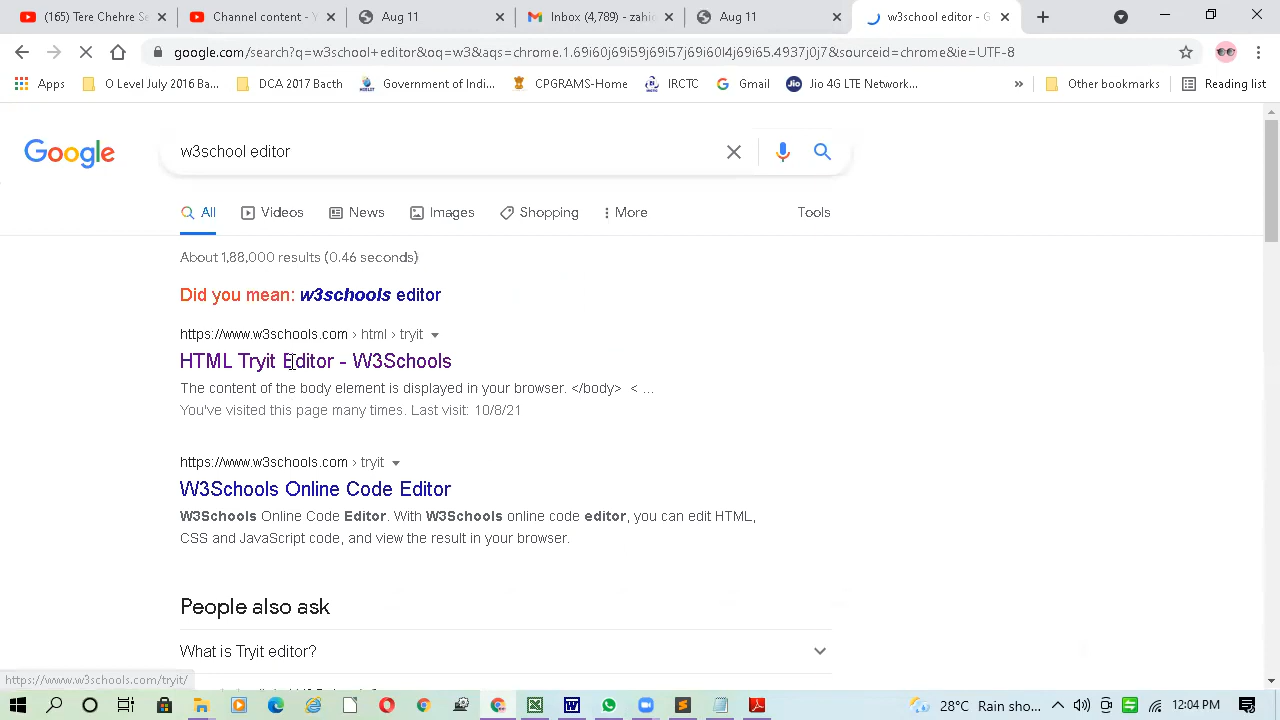 (165) Tere Chehre Se
Channel content - Y
Aug 11
Inbox (4,789) - zahi
Aug 11
w3school editor - G
google.com/search?q=w3school+editor&oq=w3&aqs=chrome.1.69i60j69i59j69i57j69i60l4j69i65.4937j0j7&sourceid=chrome&ie=UTF-8
Apps
O Level July 2016 Ba...
DCA 2017 Bacth
Government of Indi...
CPGRAMS-Home
IRCTC
Gmail
Jio 4G LTE Network...
»
Other bookmarks
Reading list
Google
w3school editor
All
Videos
News
Images
Shopping
More
Tools
About 1,88,000 results (0.46 seconds)
Did you mean: w3schools editor
https://www.w3schools.com › html › tryit
HTML Tryit Editor - W3Schools
The content of the body element is displayed in your browser. </body> < ...
You've visited this page many times. Last visit: 10/8/21
https://www.w3schools.com › tryit
W3Schools Online Code Editor
W3Schools Online Code Editor. With W3Schools online code editor, you can edit HTML,
CSS and JavaScript code, and view the result in your browser.
People also ask
What is Tryit editor?
https://www.w3schools.com/tryit/
28°C Rain sho...
12:04 PM